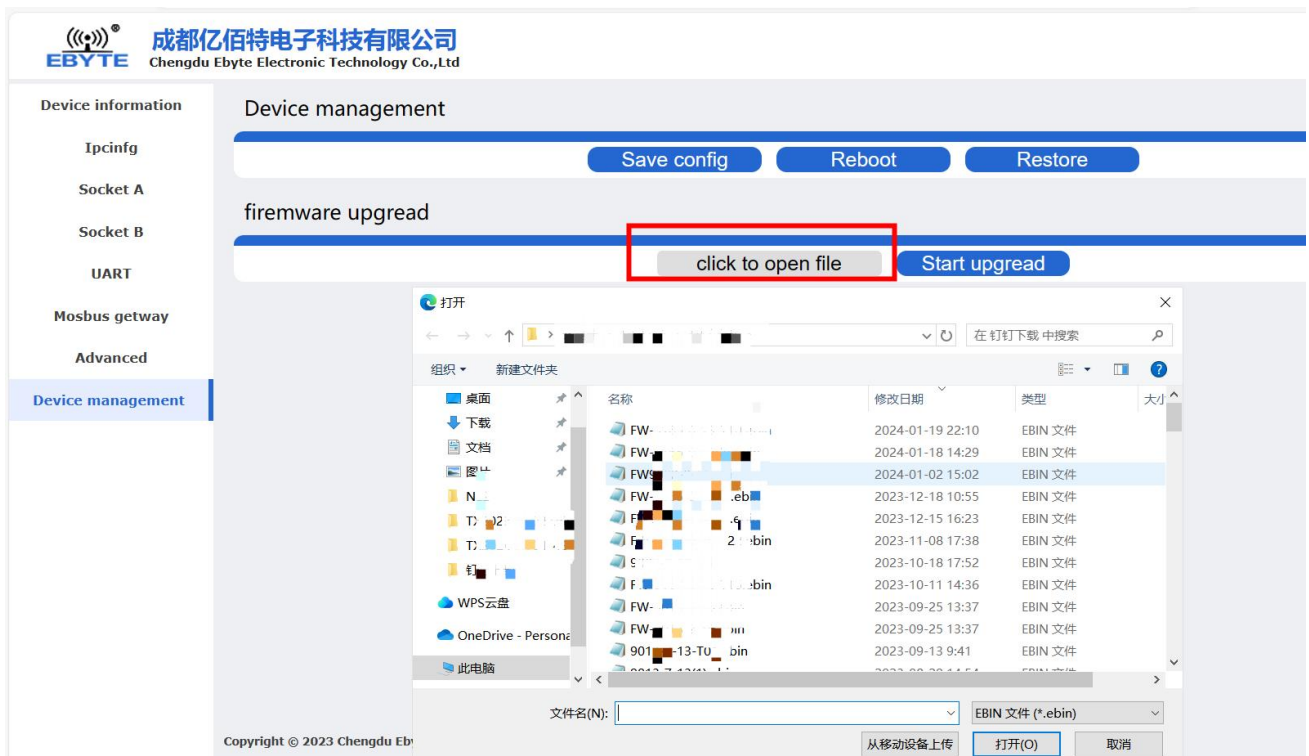 ((( ))) ®
EBYTE
成都亿佰特电子科技有限公司
Chengdu Ebyte Electronic Technology Co.,Ltd
Device information
Ipcinfg
Socket A
Socket B
UART
Mosbus getway
Advanced
Device management
Device management
Save config Reboot Restore
firemware upgread
click to open file Start upgread
打开
在 钉钉下载 中搜索
组织 新建文件夹
桌面
下载
文档
图片
WPS云盘
OneDrive - Persona
此电脑
名称 修改日期 类型 大小
FW- 2024-01-19 22:10 EBIN 文件
FW- 2024-01-18 14:29 EBIN 文件
2024-01-02 15:02 EBIN 文件
FW- 2023-12-18 10:55 EBIN 文件
2023-12-15 16:23 EBIN 文件
2023-11-08 17:38 EBIN 文件
2023-10-18 17:52 EBIN 文件
2023-10-11 14:36 EBIN 文件
FW- 2023-09-25 13:37 EBIN 文件
FW- 2023-09-25 13:37 EBIN 文件
2023-09-13 9:41 EBIN 文件
文件名(N): EBIN 文件 (*.ebin)
从移动设备上传 打开(O) 取消
Copyright © 2023 Chengdu Eby